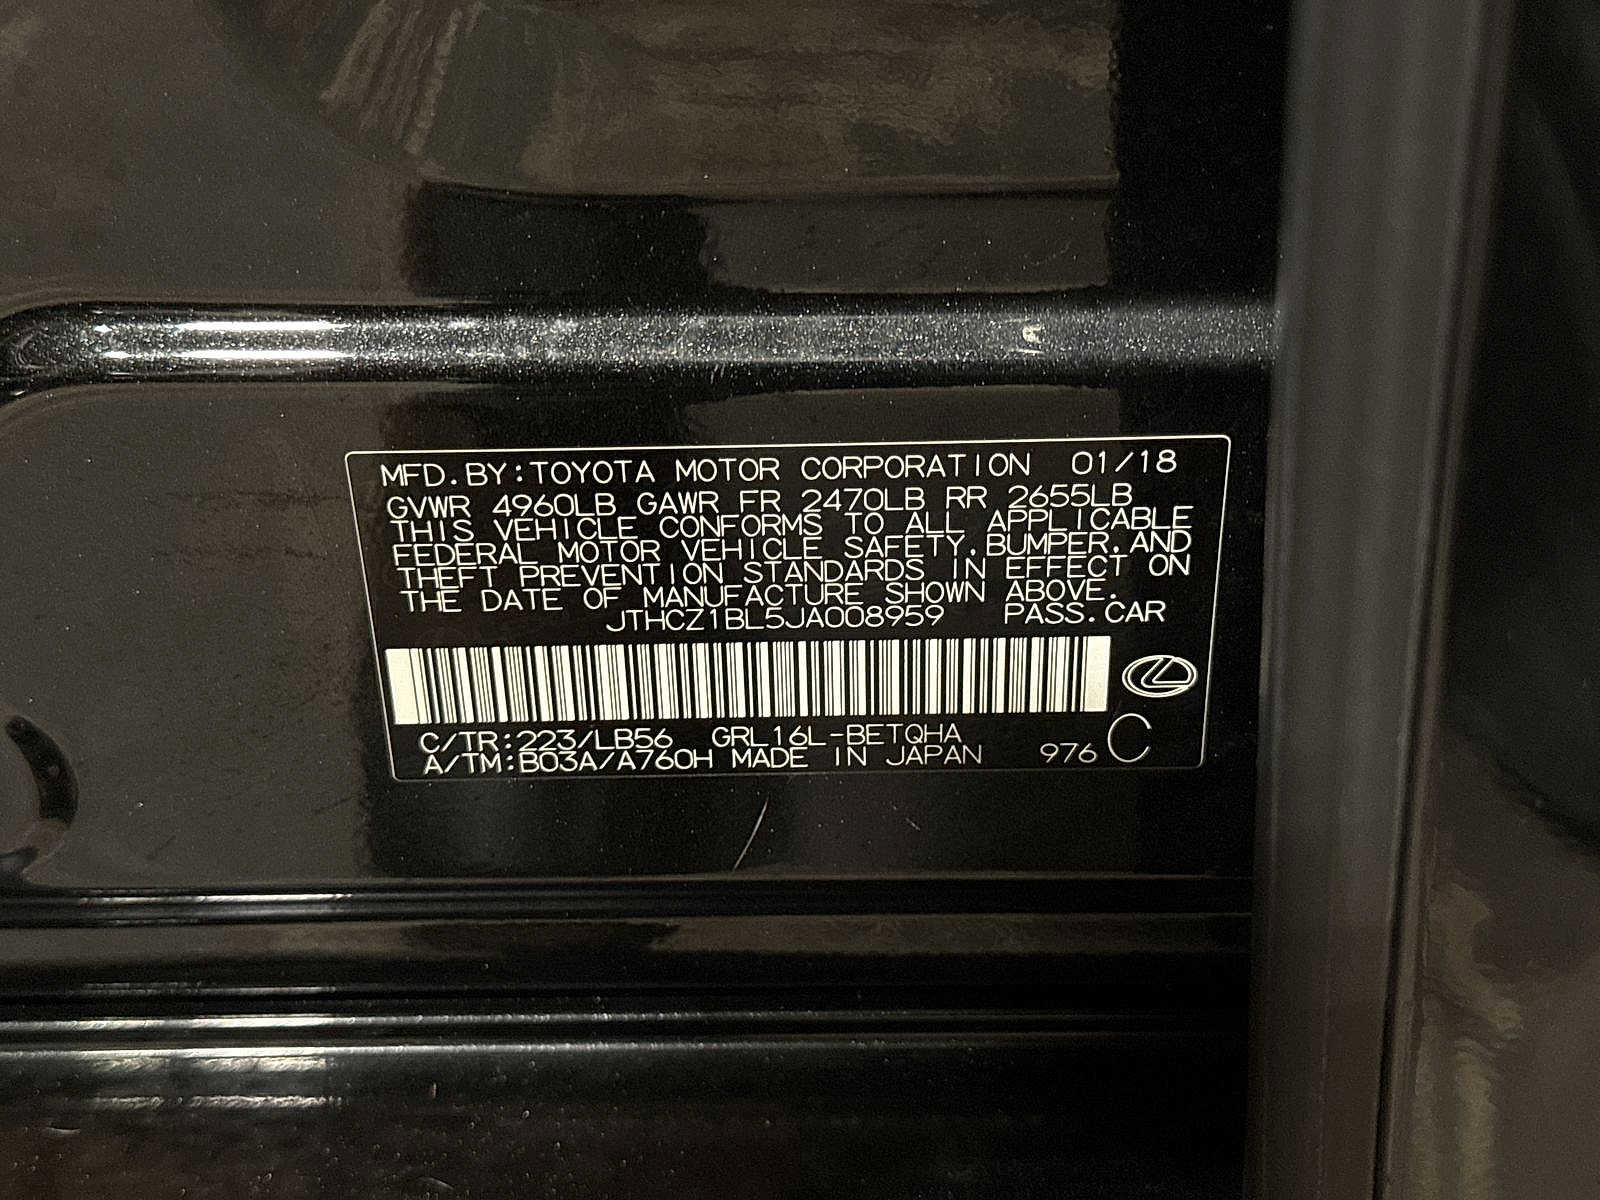 MFD.BY:TOYOTA MOTOR CORPORATION 01/18
GVWR 4960LB GAWR FR 2470LB RR 2655LB
THIS VEHICLE CONFORMS TO ALL APPLICABLE
FEDERAL MOTOR VEHICLE SAFETY,BUMPER,AND
THEFT PREVENTION STANDARDS IN EFFECT ON
THE DATE OF MANUFACTURE SHOWN ABOVE.
JTHCZ1BL5JA008959 PASS.CAR
C/TR:223/LB56 GRL16L-BETQHA
A/TM:B03A/A760H MADE IN JAPAN 976 C